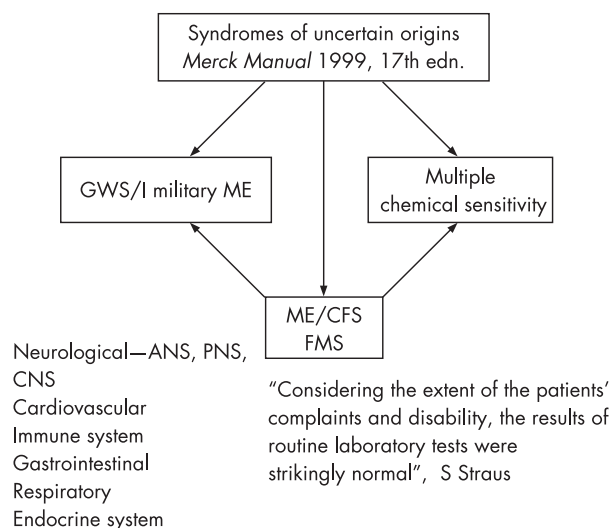 Syndromes of uncertain origins
Merck Manual 1999, 17th edn.
GWS/I military ME
Multiple
chemical sensitivity
ME/CFS
FMS
Neurological—ANS, PNS,
CNS
Cardiovascular
Immune system
Gastrointestinal
Respiratory
Endocrine system
“Considering the extent of the patients’
complaints and disability, the results of
routine laboratory tests were
strikingly normal”, S Straus